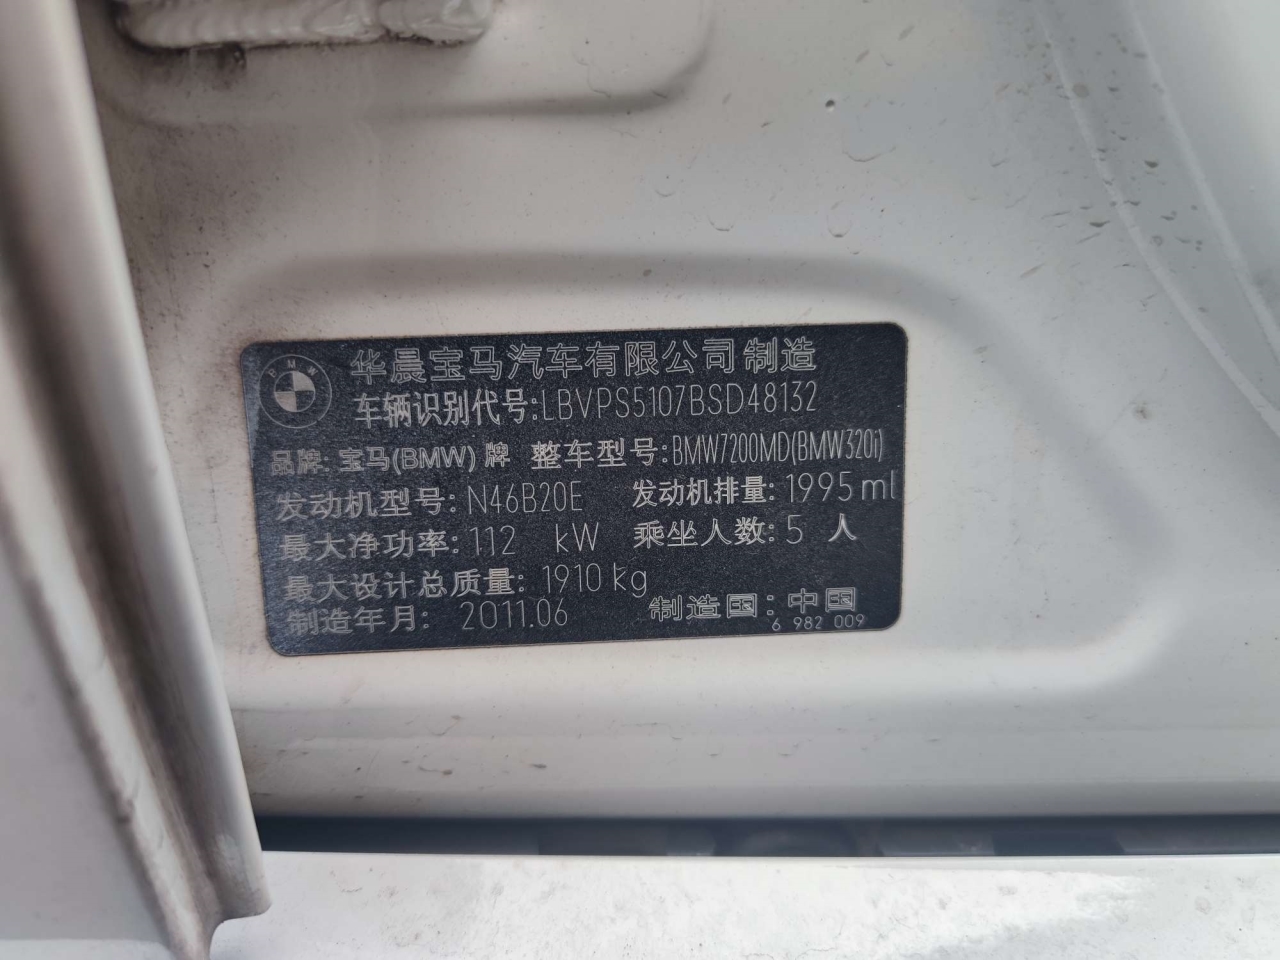 BMW
华晨宝马汽车有限公司制造
车辆识别代号:LBVPS5107BSD48132
品牌:宝马(BMW)牌 整车型号:BMW7200MD(BMW320i)
发动机型号:N46B20E 发动机排量:1995ml
最大净功率:112 kW 乘坐人数:5 人
最大设计总质量:1910kg
制造年月:2011.06 制造国:中国
6 982 009